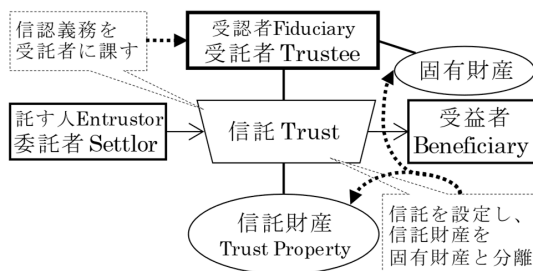 信認義務を
受託者に課す
受認者Fiduciary
受託者 Trustee
固有財産
託す人Entrustor
委託者 Settlor
信託 Trust
受益者
Beneficiary
信託財産
Trust Property
信託を設定し、
信託財産を
固有財産と分離